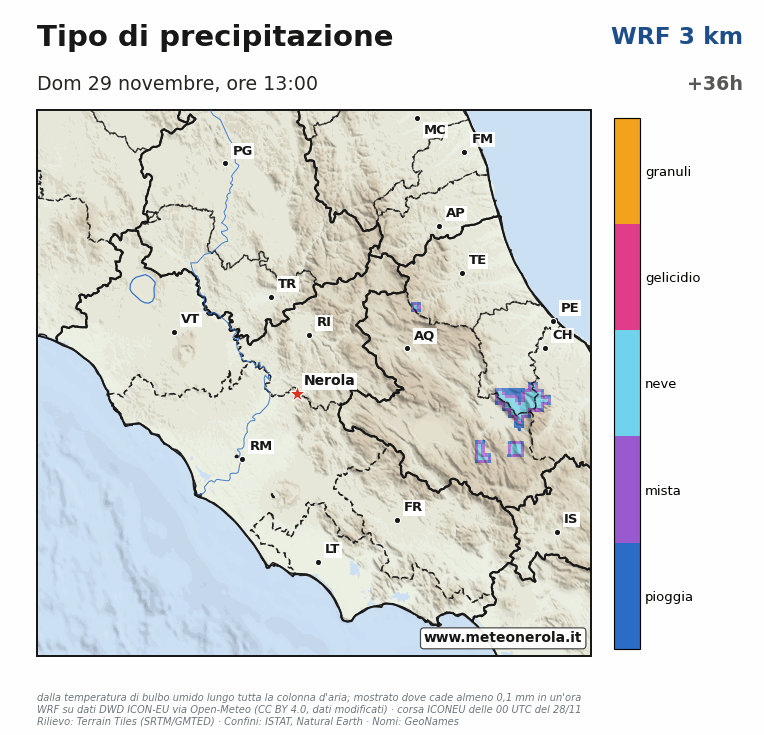 Tipo di precipitazione
WRF 3 km
Dom 29 novembre, ore 13:00
+36h
MC
FM
PG
AP
TE
TR
PE
VT
RI
AQ
CH
Nerola
RM
FR
IS
LT
www.meteonerola.it
granuli
gelicidio
neve
mista
pioggia
dalla temperatura di bulbo umido lungo tutta la colonna d'aria; mostrato dove cade almeno 0,1 mm in un'ora
WRF su dati DWD ICON-EU via Open-Meteo (CC BY 4.0, dati modificati) · corsa ICONEU delle 00 UTC del 28/11
Rilievo: Terrain Tiles (SRTM/GMTED) · Confini: ISTAT, Natural Earth · Nomi: GeoNames